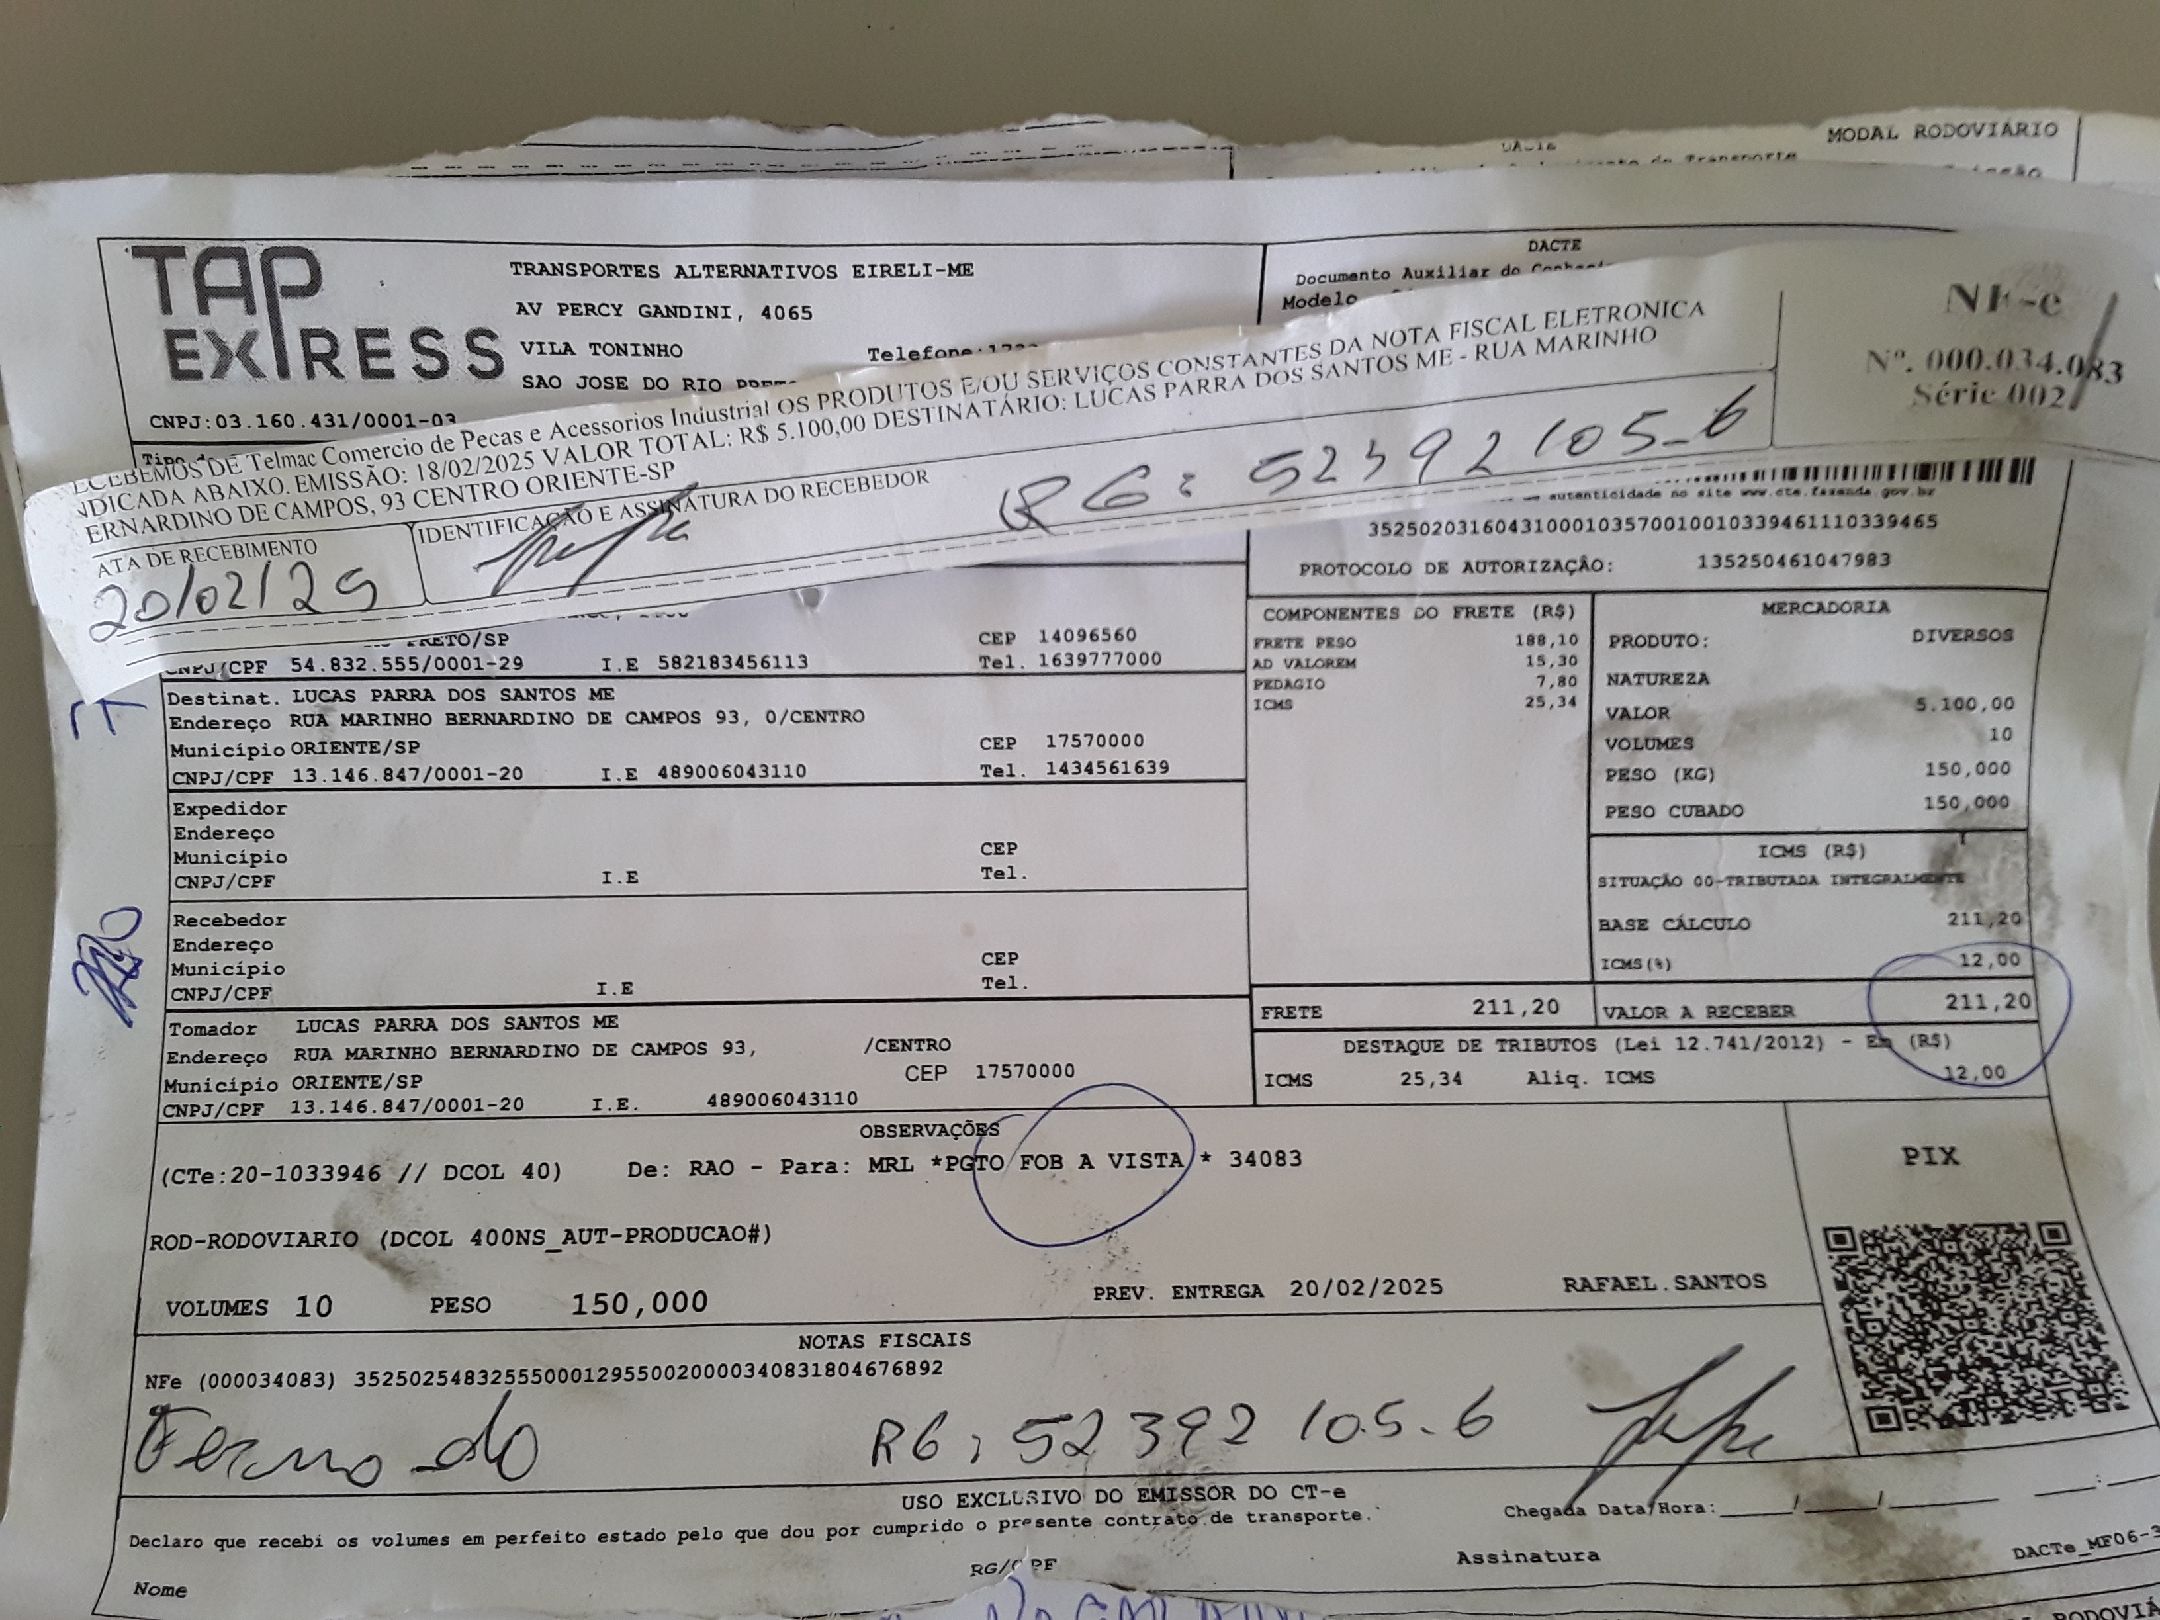 MODAL RODOVIÁRIO
TAP
EXPRESS
TRANSPORTES ALTERNATIVOS EIRELI-ME
AV PERCY GANDINI, 4065
VILA TONINHO
SAO JOSE DO RIO
CNPJ:03.160.431/0001-03
DACTE
Documento Auxiliar do
Modelo
NF-e
Nº. 000.034.083
Série 002
ECEBEMOS DE Telmac Comercio de Pecas e Acessorios Industrial OS PRODUTOS E/OU SERVIÇOS CONSTANTES DA NOTA FISCAL ELETRONICA
NDICADA ABAIXO. EMISSÃO: 18/02/2025 VALOR TOTAL: R$ 5.100,00 DESTINATÁRIO: LUCAS PARRA DOS SANTOS ME - RUA MARINHO
ERNARDINO DE CAMPOS, 93 CENTRO ORIENTE-SP
ATA DE RECEBIMENTO
20/02/25
IDENTIFICAÇÃO E ASSINATURA DO RECEBEDOR
RG: 52392105-6
autenticidade no site www.cte.fazenda.gov.br
35250203160431000103570010010339461110339465
PROTOCOLO DE AUTORIZAÇÃO: 135250461047983
PRETO/SP CEP 14096560
CNPJ/CPF 54.832.555/0001-29 I.E 582183456113 Tel. 1639777000
Destinat. LUCAS PARRA DOS SANTOS ME
Endereço RUA MARINHO BERNARDINO DE CAMPOS 93, 0/CENTRO
Município ORIENTE/SP CEP 17570000
CNPJ/CPF 13.146.847/0001-20 I.E 489006043110 Tel. 1434561639
Expedidor
Endereço
Município CEP
CNPJ/CPF I.E Tel.
Recebedor
Endereço
Município CEP
CNPJ/CPF I.E Tel.
Tomador LUCAS PARRA DOS SANTOS ME
Endereço RUA MARINHO BERNARDINO DE CAMPOS 93, /CENTRO
Município ORIENTE/SP CEP 17570000
CNPJ/CPF 13.146.847/0001-20 I.E. 489006043110
COMPONENTES DO FRETE (R$)
FRETE PESO 188,10
AD VALOREM 15,30
PEDAGIO 7,80
ICMS 25,34
MERCADORIA
PRODUTO: DIVERSOS
NATUREZA
VALOR 5.100,00
VOLUMES 10
PESO (KG) 150,000
PESO CUBADO 150,000
ICMS (R$)
SITUAÇÃO 00-TRIBUTADA INTEGRALMENTE
BASE CÁLCULO 211,20
ICMS(%) 12,00
FRETE 211,20 VALOR A RECEBER 211,20
DESTAQUE DE TRIBUTOS (Lei 12.741/2012) - Em (R$)
ICMS 25,34 Aliq. ICMS 12,00
OBSERVAÇÕES
(CTe:20-1033946 // DCOL 40) De: RAO - Para: MRL *PGTO FOB A VISTA * 34083
ROD-RODOVIARIO (DCOL 400NS_AUT-PRODUCAO#)
VOLUMES 10 PESO 150,000 PREV. ENTREGA 20/02/2025 RAFAEL.SANTOS
PIX
NOTAS FISCAIS
NFe (000034083) 35250254832555000129550020000340831804676892
RG: 52392105-6
USO EXCLUSIVO DO EMISSOR DO CT-e
Declaro que recebi os volumes em perfeito estado pelo que dou por cumprido o presente contrato de transporte.
Chegada Data/Hora:____/____/____ __:__
Nome RG/CPF Assinatura
DACTe_MF06-3